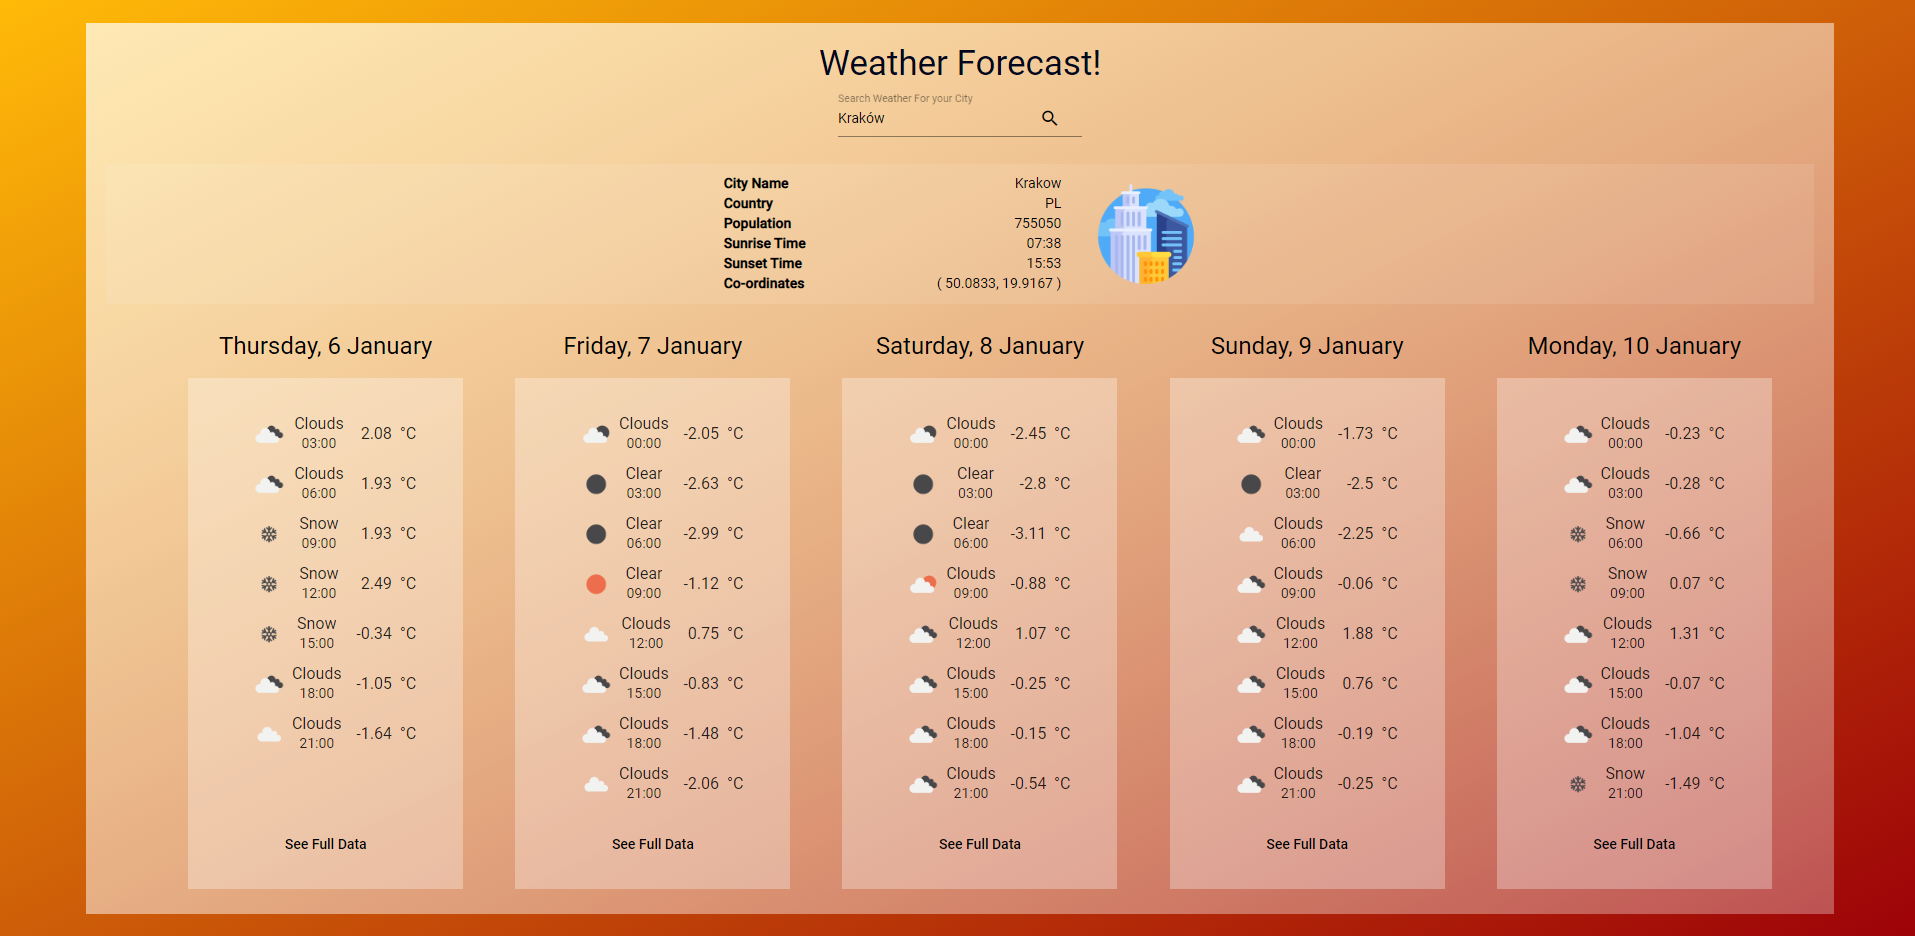 Weather Forecast!
Search Weather For your City
Kraków
City Name Krakow
Country PL
Population 755050
Sunrise Time 07:38
Sunset Time 15:53
Co-ordinates ( 50.0833, 19.9167 )
Thursday, 6 January
Clouds
03:00 2.08 °C
Clouds
06:00 1.93 °C
Snow
09:00 1.93 °C
Snow
12:00 2.49 °C
Snow
15:00 -0.34 °C
Clouds
18:00 -1.05 °C
Clouds
21:00 -1.64 °C
See Full Data
Friday, 7 January
Clouds
00:00 -2.05 °C
Clear
03:00 -2.63 °C
Clear
06:00 -2.99 °C
Clear
09:00 -1.12 °C
Clouds
12:00 0.75 °C
Clouds
15:00 -0.83 °C
Clouds
18:00 -1.48 °C
Clouds
21:00 -2.06 °C
See Full Data
Saturday, 8 January
Clouds
00:00 -2.45 °C
Clear
03:00 -2.8 °C
Clear
06:00 -3.11 °C
Clouds
09:00 -0.88 °C
Clouds
12:00 1.07 °C
Clouds
15:00 -0.25 °C
Clouds
18:00 -0.15 °C
Clouds
21:00 -0.54 °C
See Full Data
Sunday, 9 January
Clouds
00:00 -1.73 °C
Clear
03:00 -2.5 °C
Clouds
06:00 -2.25 °C
Clouds
09:00 -0.06 °C
Clouds
12:00 1.88 °C
Clouds
15:00 0.76 °C
Clouds
18:00 -0.19 °C
Clouds
21:00 -0.25 °C
See Full Data
Monday, 10 January
Clouds
00:00 -0.23 °C
Clouds
03:00 -0.28 °C
Snow
06:00 -0.66 °C
Snow
09:00 0.07 °C
Clouds
12:00 1.31 °C
Clouds
15:00 -0.07 °C
Clouds
18:00 -1.04 °C
Snow
21:00 -1.49 °C
See Full Data